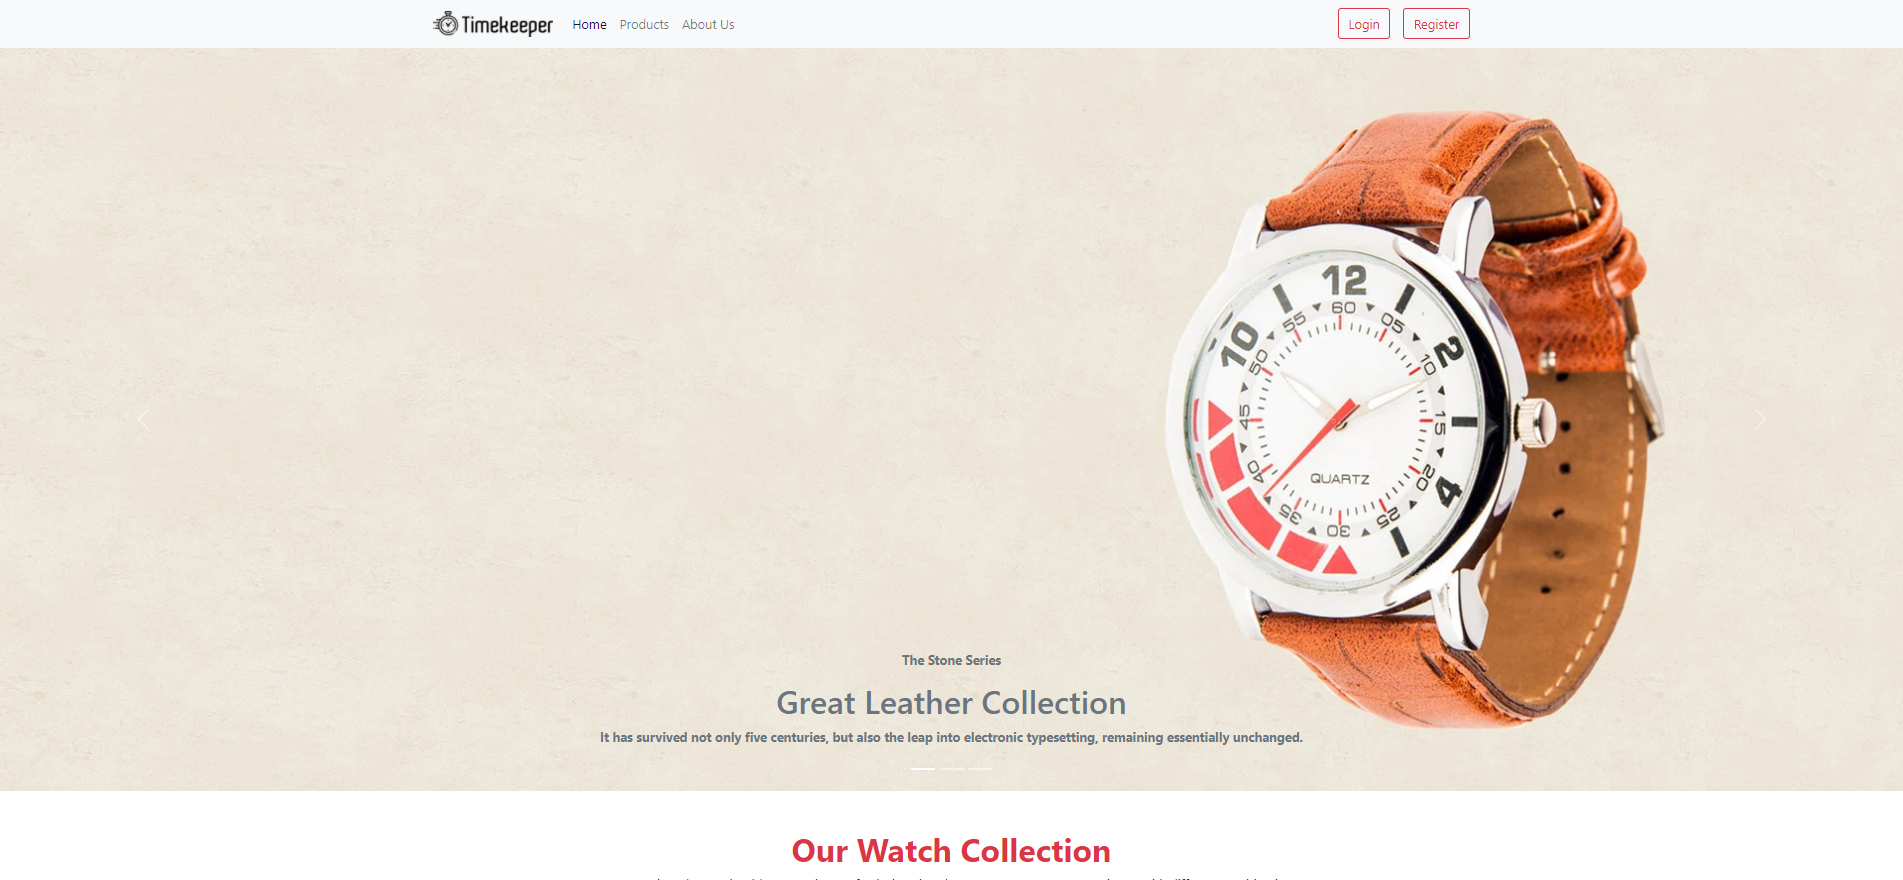 Timekeeper Home Products About Us Login Register
12
60
55 05
10 2
50 10
45 15
40 20 4
QUARTZ
35 25
30
The Stone Series
Great Leather Collection
It has survived not only five centuries, but also the leap into electronic typesetting, remaining essentially unchanged.
Our Watch Collection